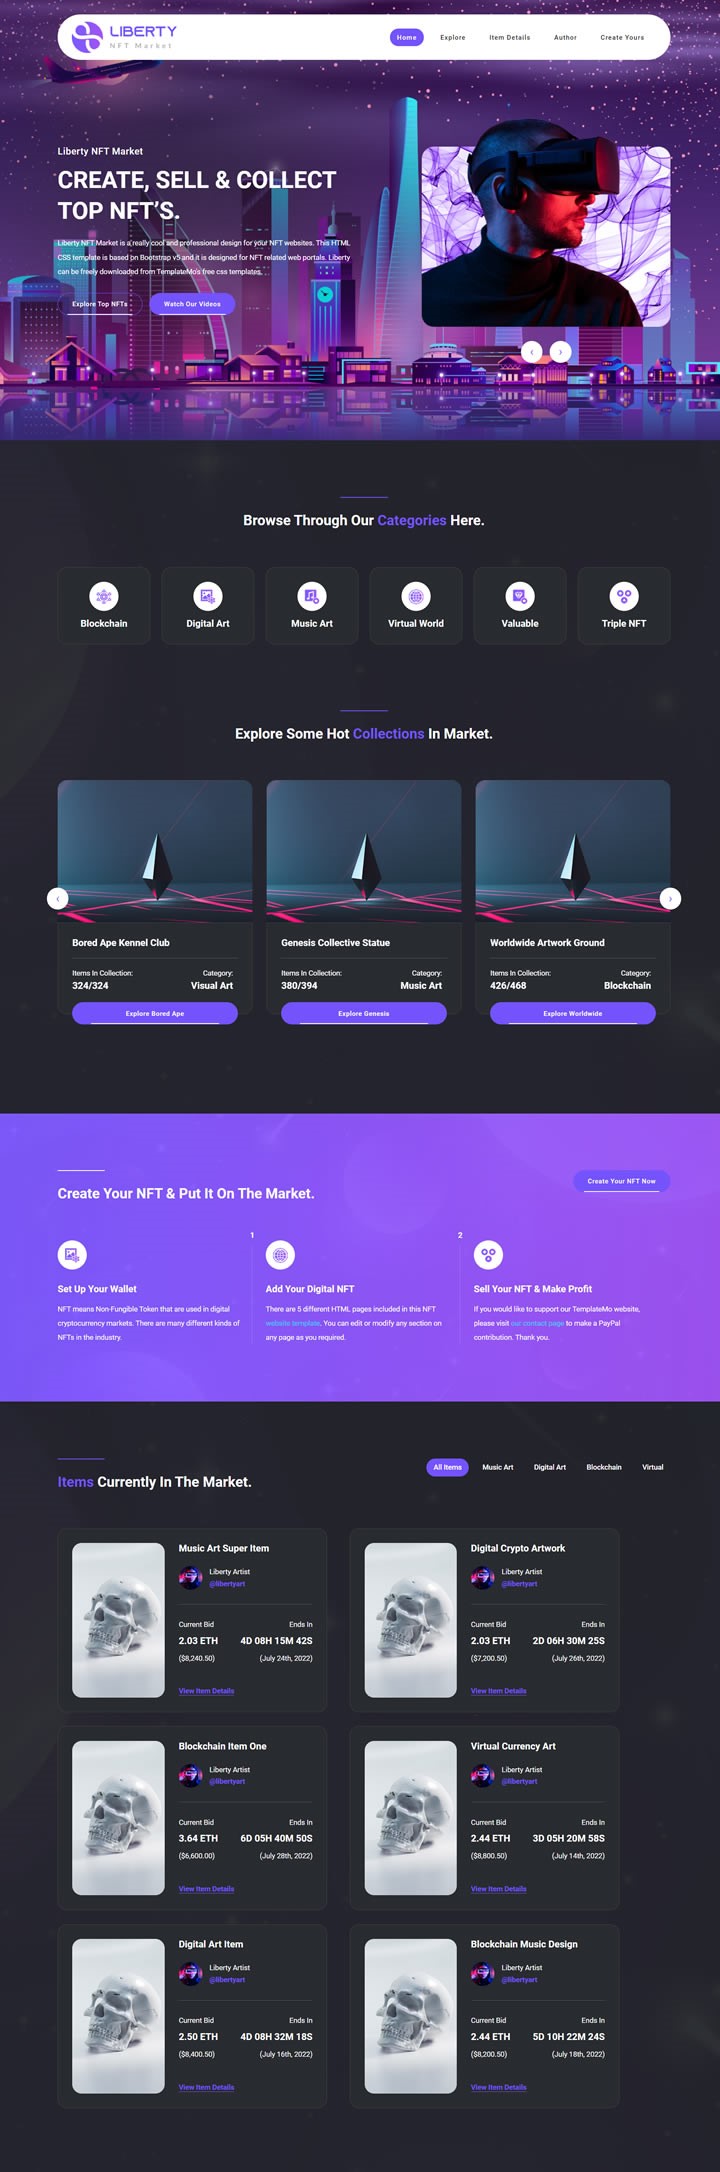 LIBERTY
NFT Market
Home
Explore
Item Details
Author
Create Yours
Liberty NFT Market
CREATE, SELL & COLLECT
TOP NFT'S.
Liberty NFT Market is a really cool and professional design for your NFT websites. This HTML
CSS template is based on Bootstrap v5 and it is designed for NFT related web portals. Liberty
can be freely downloaded from TemplateMo's free css templates.
Explore Top NFTs
Watch Our Videos
Browse Through Our Categories Here.
Blockchain
Digital Art
Music Art
Virtual World
Valuable
Triple NFT
Explore Some Hot Collections In Market.
Bored Ape Kennel Club
Items In Collection:
324/324
Category:
Visual Art
Explore Bored Ape
Genesis Collective Statue
Items In Collection:
380/394
Category:
Music Art
Explore Genesis
Worldwide Artwork Ground
Items In Collection:
426/468
Category:
Blockchain
Explore Worldwide
Create Your NFT & Put It On The Market.
Create Your NFT Now
1
2
Set Up Your Wallet
NFT means Non-Fungible Token that are used in digital
cryptocurrency markets. There are many different kinds of
NFTs in the industry.
Add Your Digital NFT
There are 5 different HTML pages included in this NFT
website template. You can edit or modify any section on
any page as you required.
Sell Your NFT & Make Profit
If you would like to support our TemplateMo website,
please visit our contact page to make a PayPal
contribution. Thank you.
Items Currently In The Market.
All Items
Music Art
Digital Art
Blockchain
Virtual
Music Art Super Item
Liberty Artist
@libertyart
Current Bid
2.03 ETH
($8,240.50)
Ends In
4D 08H 15M 42S
(July 24th, 2022)
View Item Details
Digital Crypto Artwork
Liberty Artist
@libertyart
Current Bid
2.03 ETH
($7,200.50)
Ends In
2D 06H 30M 25S
(July 26th, 2022)
View Item Details
Blockchain Item One
Liberty Artist
@libertyart
Current Bid
3.64 ETH
($6,600.00)
Ends In
6D 05H 40M 50S
(July 28th, 2022)
View Item Details
Virtual Currency Art
Liberty Artist
@libertyart
Current Bid
2.44 ETH
($8,800.50)
Ends In
3D 05H 20M 58S
(July 14th, 2022)
View Item Details
Digital Art Item
Liberty Artist
@libertyart
Current Bid
2.50 ETH
($8,400.50)
Ends In
4D 08H 32M 18S
(July 16th, 2022)
View Item Details
Blockchain Music Design
Liberty Artist
@libertyart
Current Bid
2.44 ETH
($8,200.50)
Ends In
5D 10H 22M 24S
(July 18th, 2022)
View Item Details